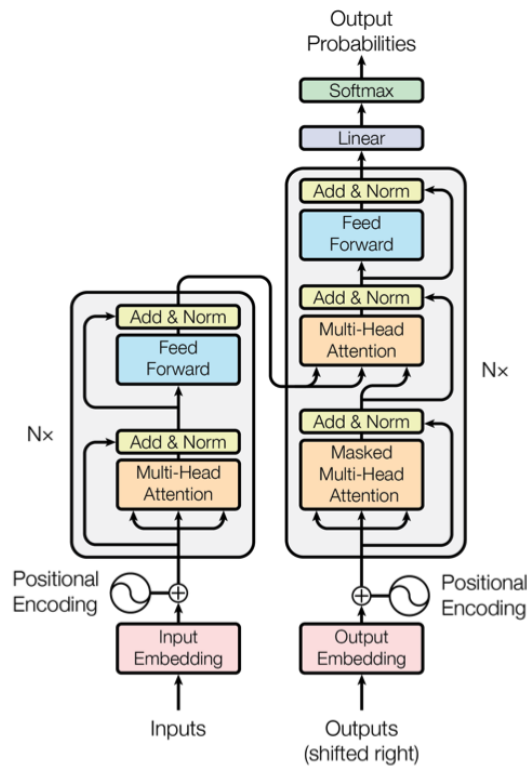 Output
Probabilities
Softmax
Linear
Add & Norm
Feed
Forward
Add & Norm
Multi-Head
Attention
Add & Norm
Masked
Multi-Head
Attention
N×
Positional
Encoding
Output
Embedding
Outputs
(shifted right)
Add & Norm
Feed
Forward
Add & Norm
Multi-Head
Attention
N×
Positional
Encoding
Input
Embedding
Inputs